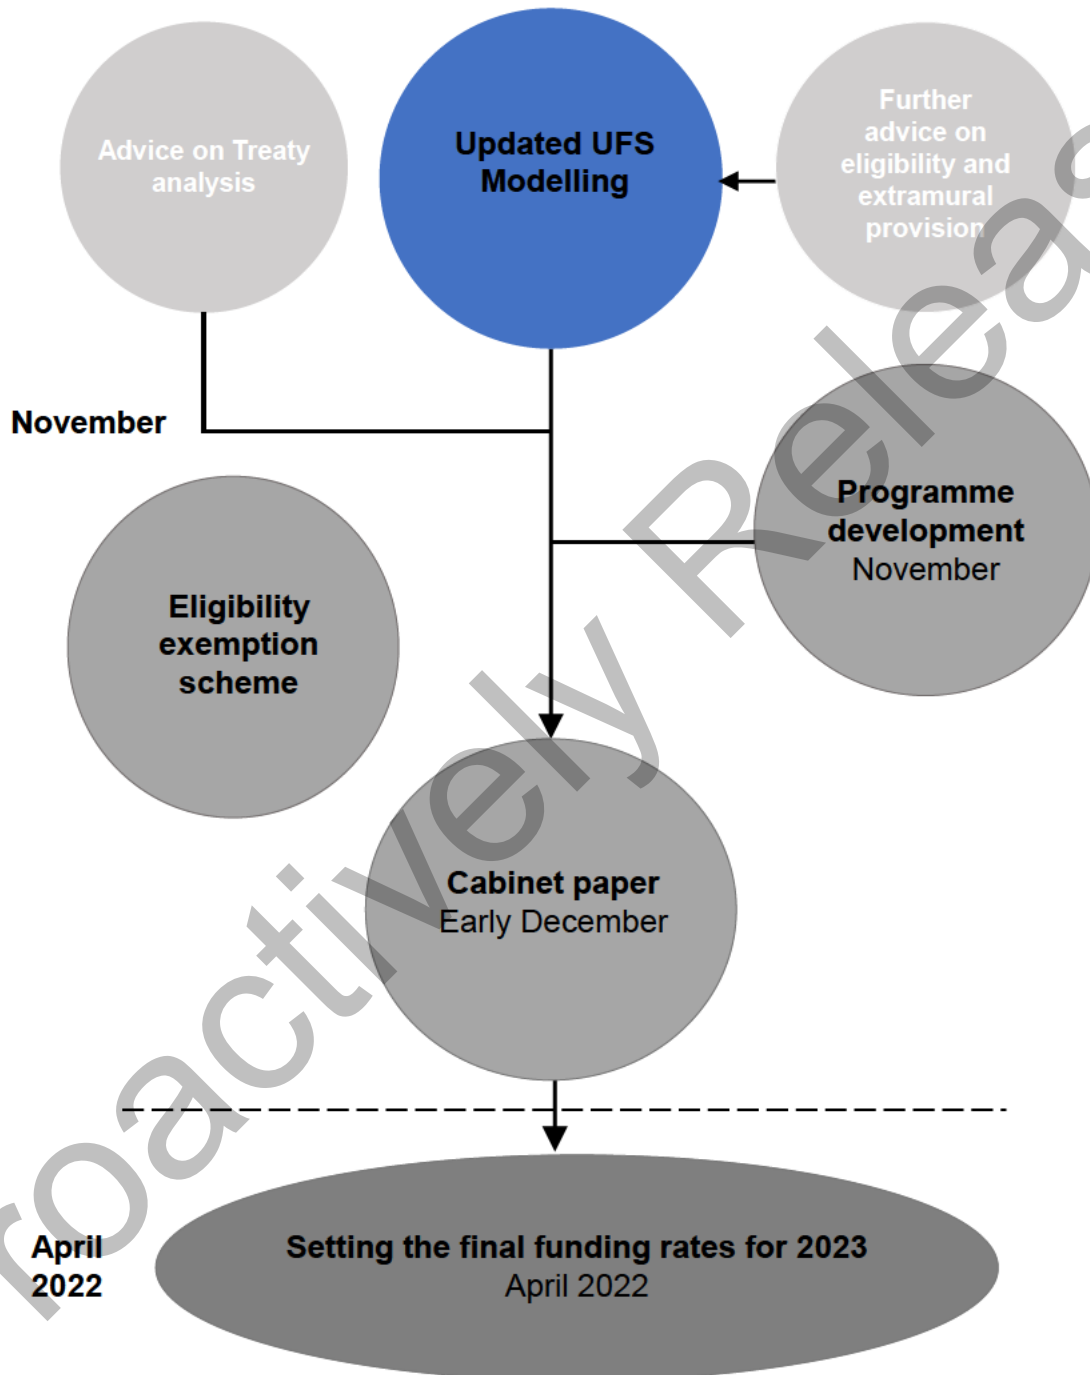 Advice on Treaty
analysis
Updated UFS
Modelling
Further
advice on
eligibility and
extramural
provision
November
Programme
development
November
Eligibility
exemption
scheme
Cabinet paper
Early December
April
2022
Setting the final funding rates for 2023
April 2022
roactively Releas